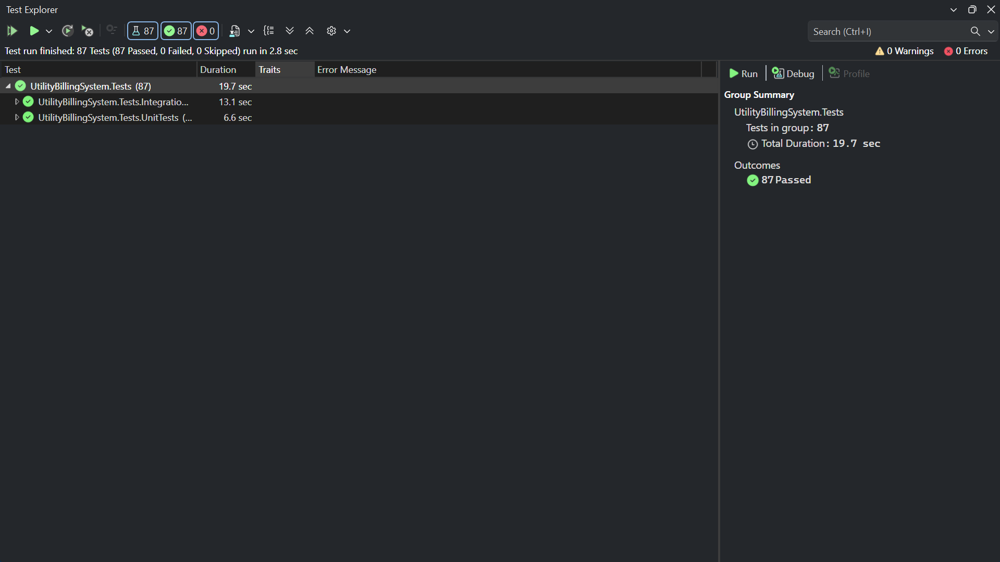 Test Explorer
87 87 0
Search (Ctrl+I)
Test run finished: 87 Tests (87 Passed, 0 Failed, 0 Skipped) run in 2.8 sec
0 Warnings 0 Errors
Test Duration Traits Error Message
UtilityBillingSystem.Tests (87) 19.7 sec
UtilityBillingSystem.Tests.Integratio... 13.1 sec
UtilityBillingSystem.Tests.UnitTests (... 6.6 sec
Run Debug Profile
Group Summary
UtilityBillingSystem.Tests
Tests in group: 87
Total Duration: 19.7 sec
Outcomes
87 Passed